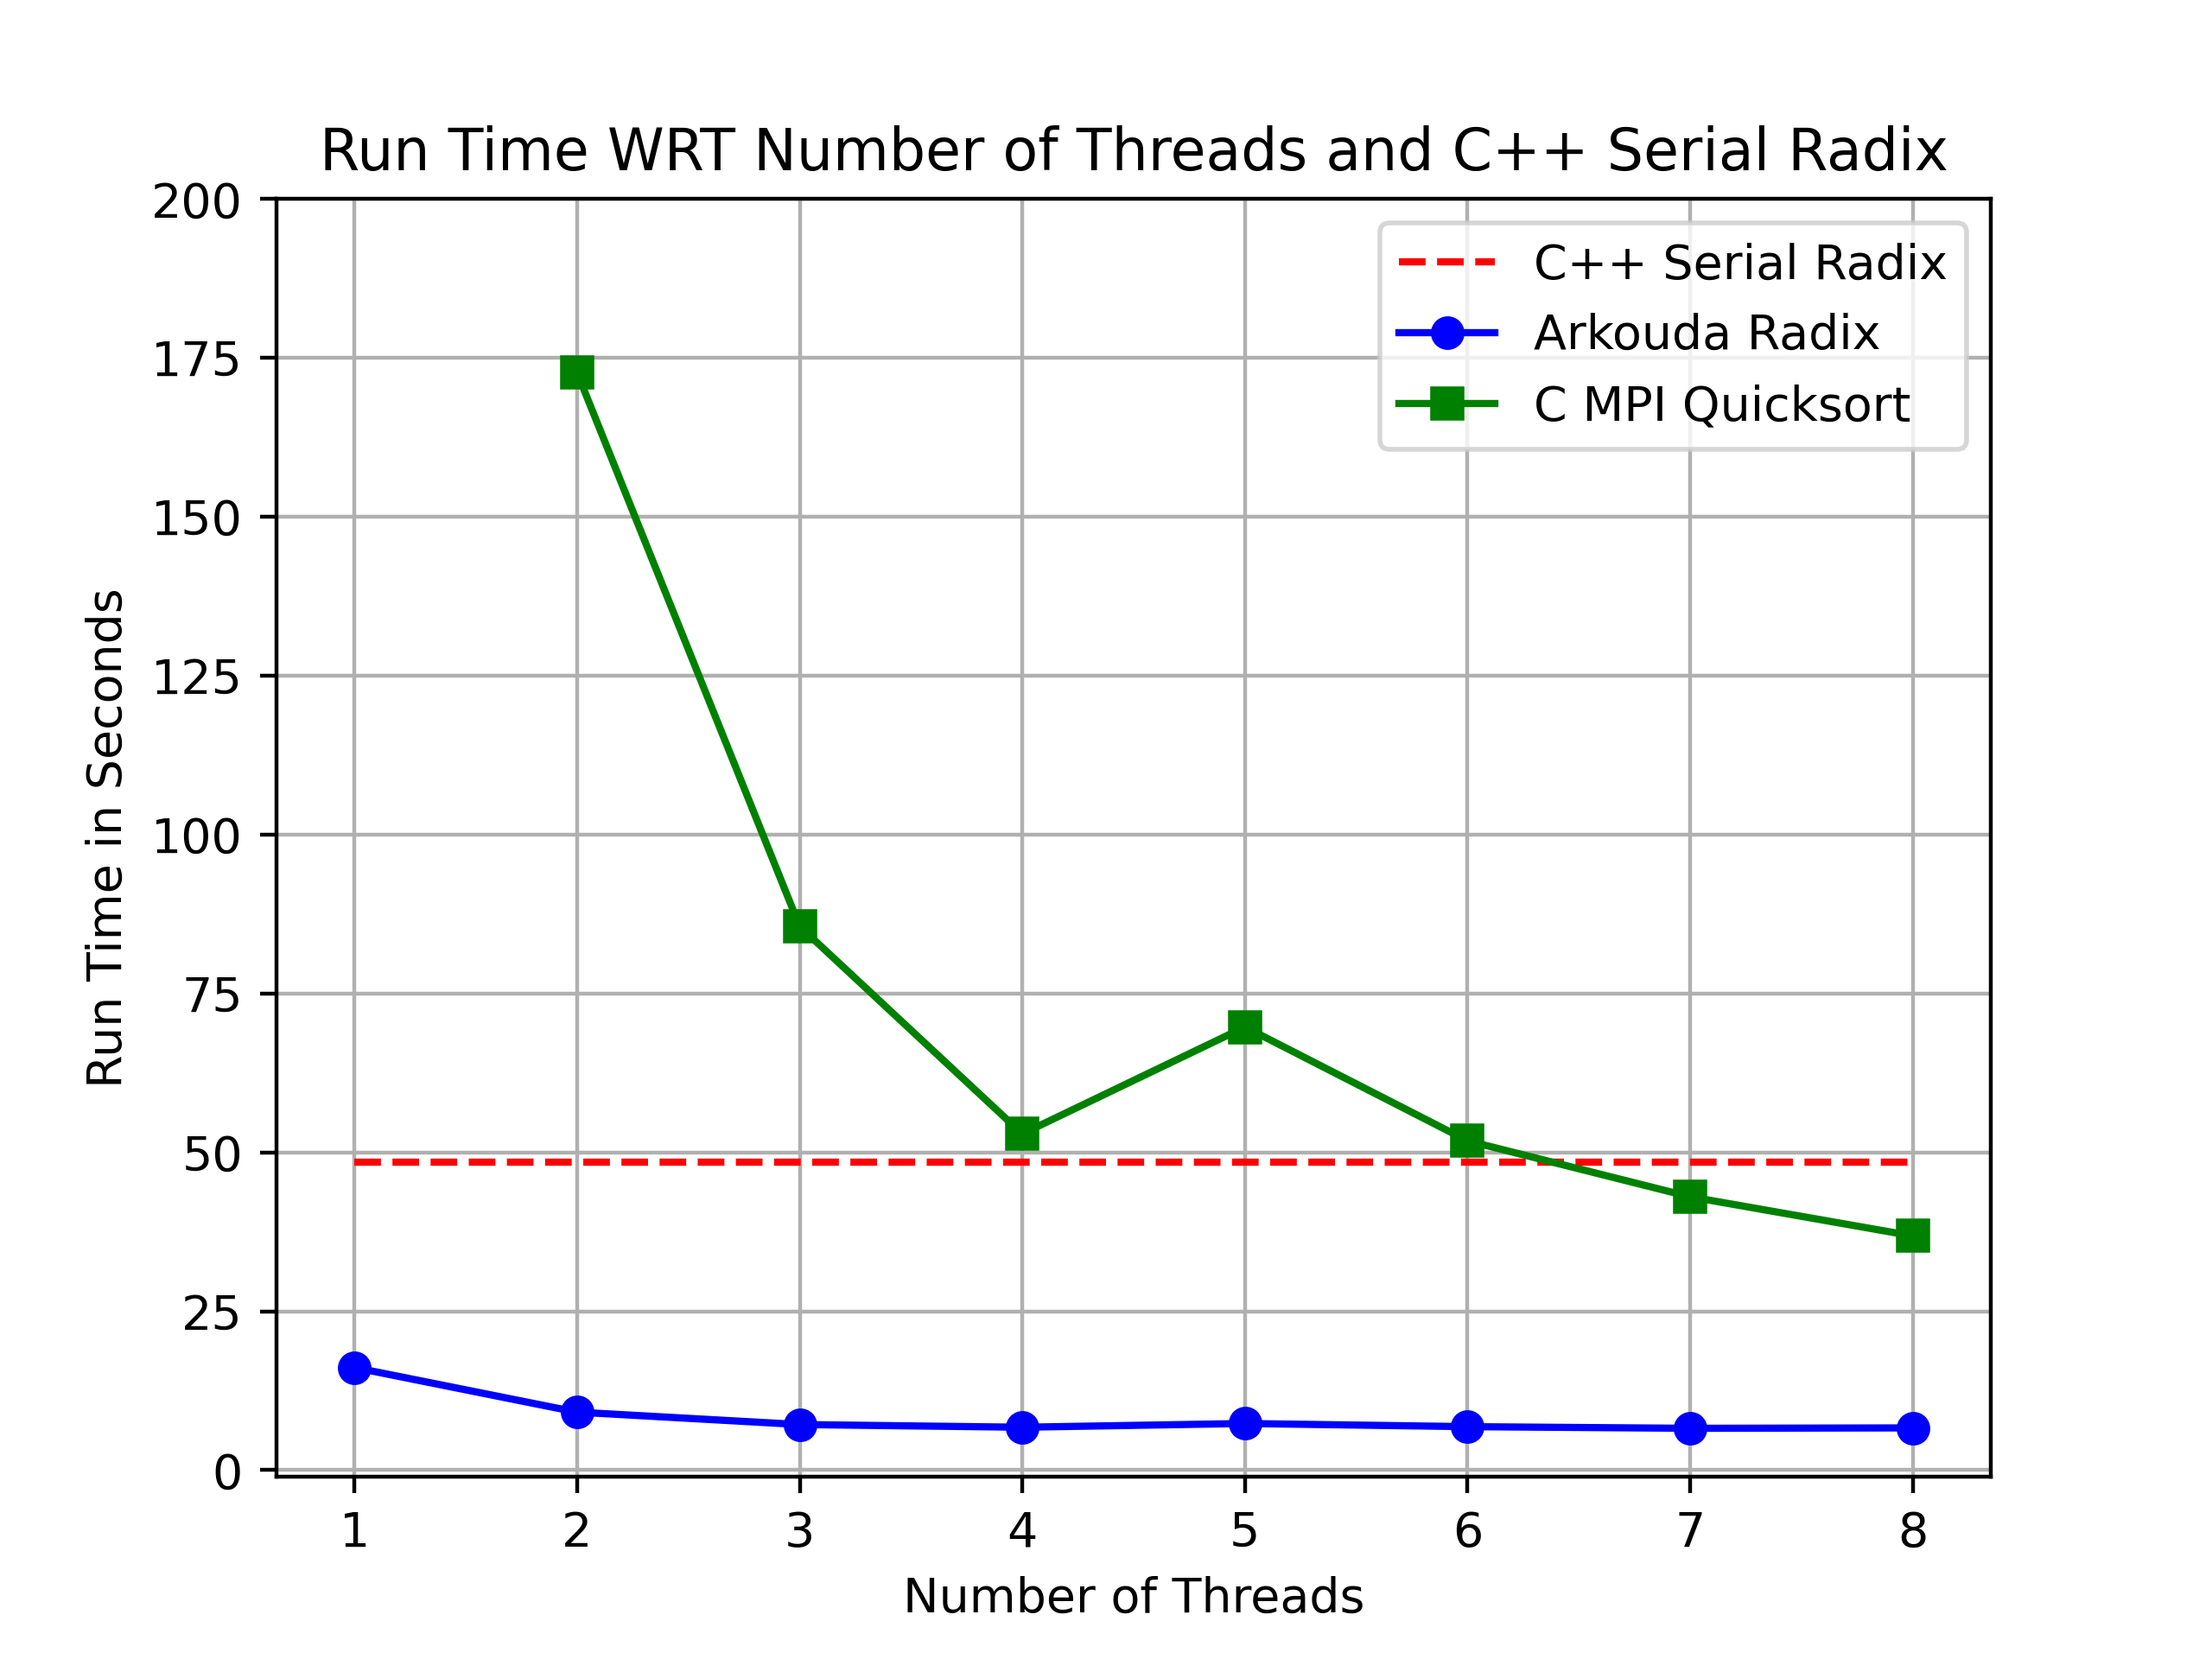 Run Time WRT Number of Threads and C++ Serial Radix
C++ Serial Radix
Arkouda Radix
C MPI Quicksort
Run Time in Seconds
200
175
150
125
100
75
50
25
0
1 2 3 4 5 6 7 8
Number of Threads